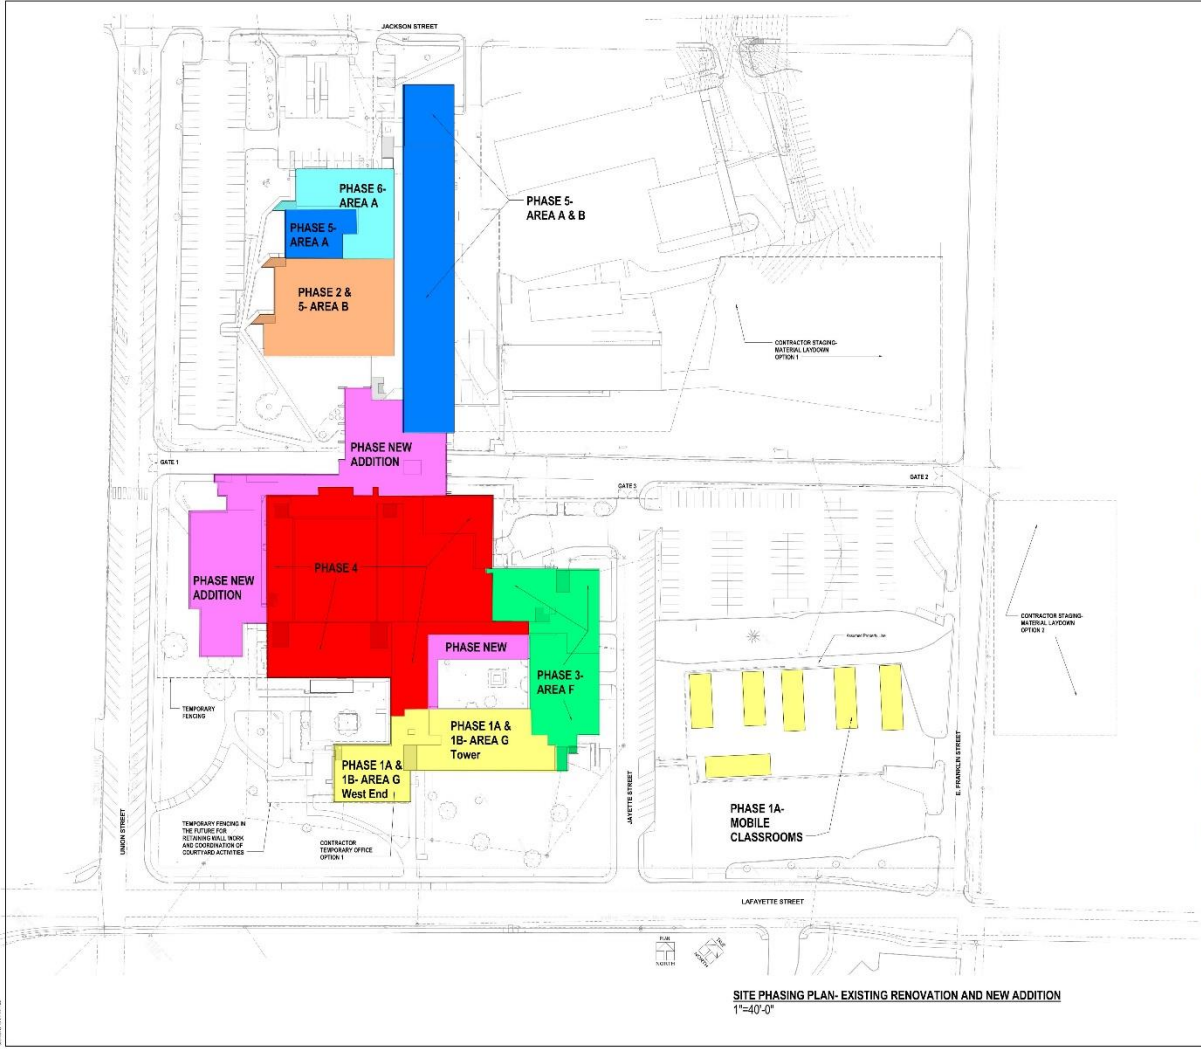 JACKSON STREET
PHASE 6-
AREA A
PHASE 5-
AREA A & B
PHASE 5-
AREA A
PHASE 2 &
5- AREA B
CONTRACTOR STAGING-
MATERIAL LAYDOWN
OPTION 1
PHASE NEW
ADDITION
GATE 1
GATE 2
GATE 3
PHASE 4
PHASE NEW
ADDITION
CONTRACTOR STAGING-
MATERIAL LAYDOWN
OPTION 2
PHASE NEW
PHASE 3-
AREA F
TEMPORARY
FENCING
PHASE 1A &
1B- AREA G
Tower
PHASE 1A &
1B- AREA G
West End
E. FRANKLIN STREET
JAYETTE STREET
UNION STREET
PHASE 1A-
MOBILE
CLASSROOMS
TEMPORARY FENCING IN
THE FUTURE FOR
RETAINING WALL WORK
AND COORDINATION OF
COURTYARD ACTIVITIES
CONTRACTOR
TEMPORARY OFFICE
OPTION 1
LAFAYETTE STREET
PLAN
NORTH
TRUE
NORTH
SITE PHASING PLAN- EXISTING RENOVATION AND NEW ADDITION
1"=40'-0"